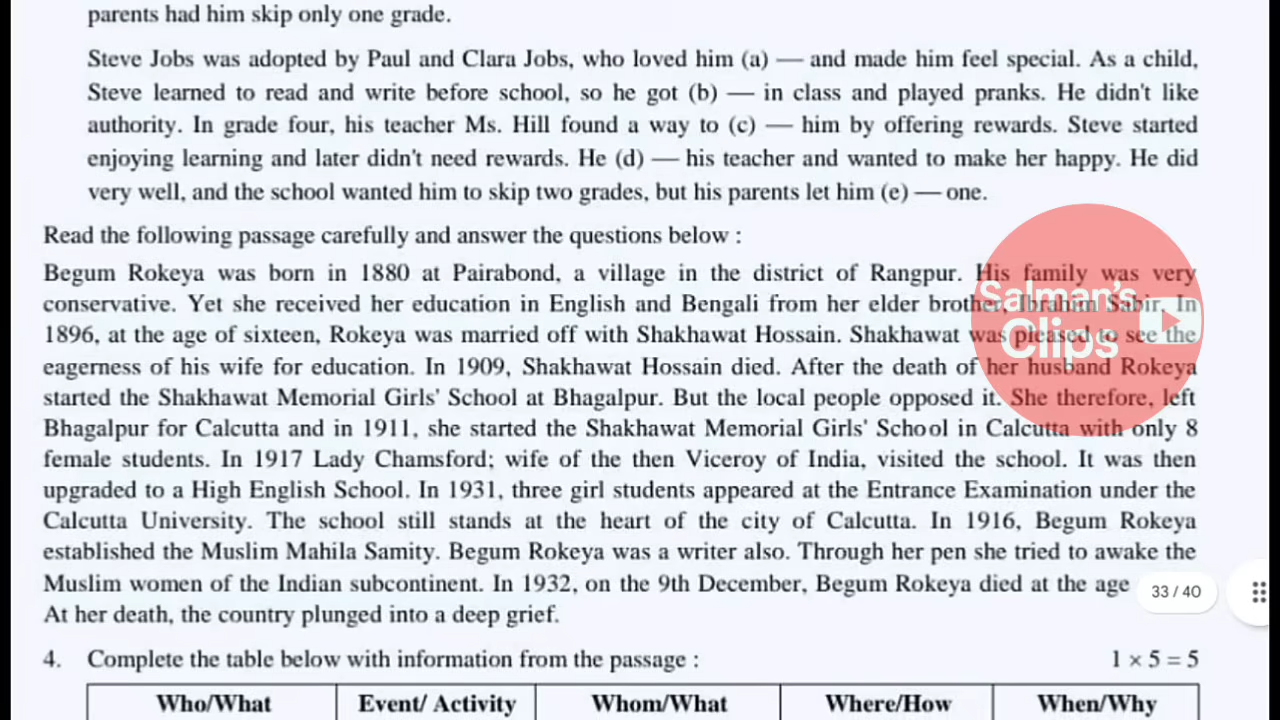 parents had him skip only one grade.
Steve Jobs was adopted by Paul and Clara Jobs, who loved him (a) — and made him feel special. As a child,
Steve learned to read and write before school, so he got (b) — in class and played pranks. He didn't like
authority. In grade four, his teacher Ms. Hill found a way to (c) — him by offering rewards. Steve started
enjoying learning and later didn't need rewards. He (d) — his teacher and wanted to make her happy. He did
very well, and the school wanted him to skip two grades, but his parents let him (e) — one.
Read the following passage carefully and answer the questions below :
Begum Rokeya was born in 1880 at Pairabond, a village in the district of Rangpur. His family was very
conservative. Yet she received her education in English and Bengali from her elder brother, Ibrahim Sabir. In
1896, at the age of sixteen, Rokeya was married off with Shakhawat Hossain. Shakhawat was pleased to see the
eagerness of his wife for education. In 1909, Shakhawat Hossain died. After the death of her husband Rokeya
started the Shakhawat Memorial Girls' School at Bhagalpur. But the local people opposed it. She therefore, left
Bhagalpur for Calcutta and in 1911, she started the Shakhawat Memorial Girls' School in Calcutta with only 8
female students. In 1917 Lady Chamsford; wife of the then Viceroy of India, visited the school. It was then
upgraded to a High English School. In 1931, three girl students appeared at the Entrance Examination under the
Calcutta University. The school still stands at the heart of the city of Calcutta. In 1916, Begum Rokeya
established the Muslim Mahila Samity. Begum Rokeya was a writer also. Through her pen she tried to awake the
Muslim women of the Indian subcontinent. In 1932, on the 9th December, Begum Rokeya died at the age
At her death, the country plunged into a deep grief.
4. Complete the table below with information from the passage : 1 × 5 = 5
Who/What Event/ Activity Whom/What Where/How When/Why
Salman's
Clips
33 / 40